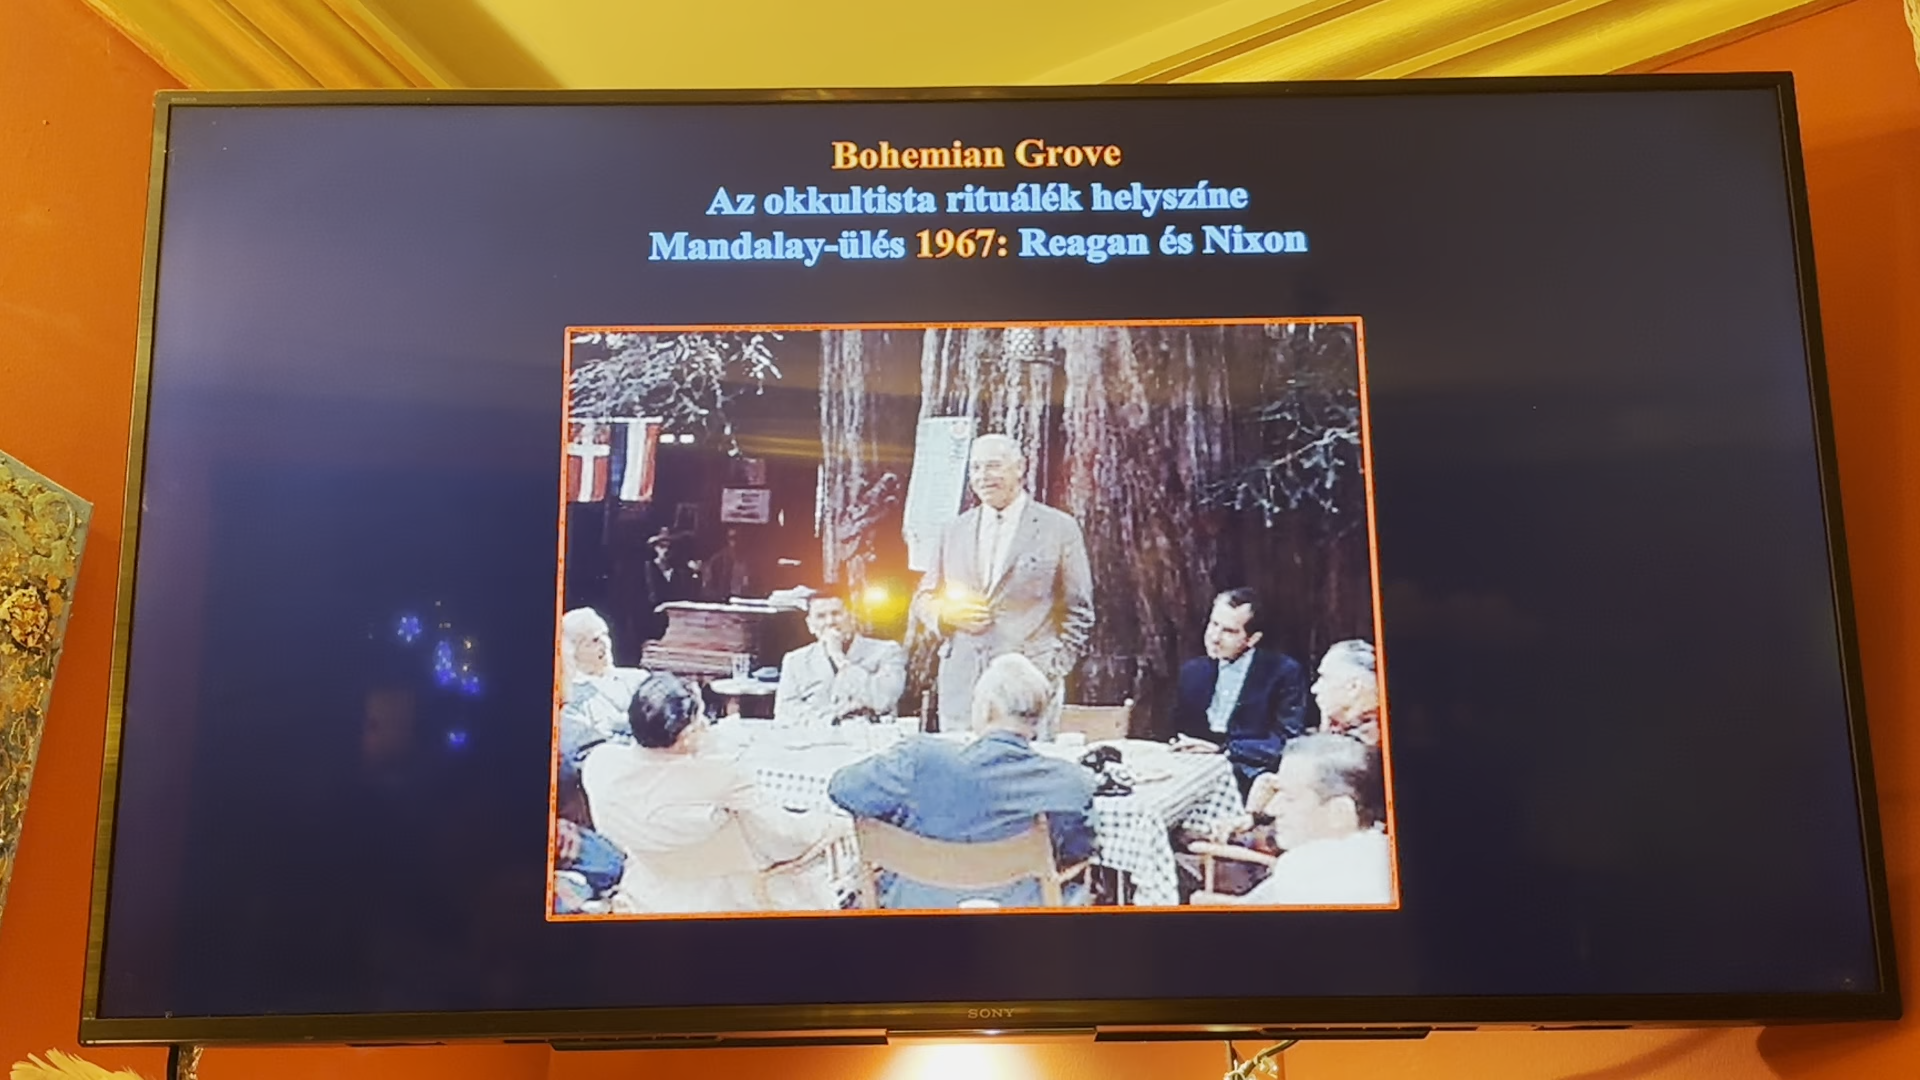 Bohemian Grove
Az okkultista rituálék helyszíne
Mandalay-ülés 1967: Reagan és Nixon
SONY